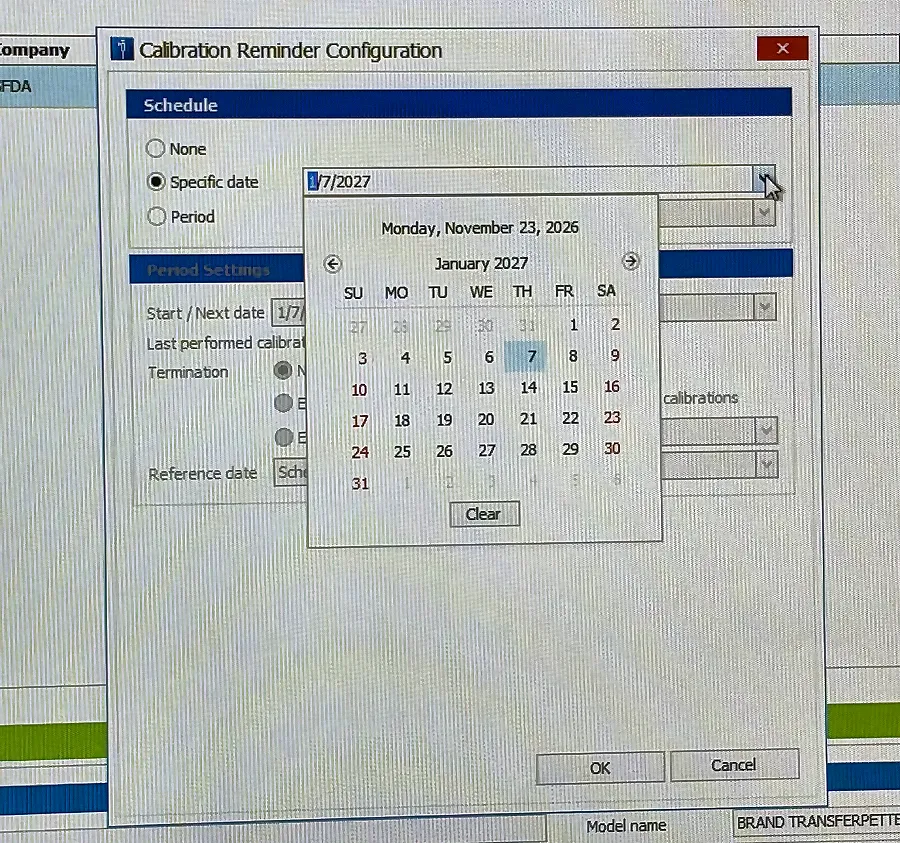 Company
Calibration Reminder Configuration
SFDA
Schedule
None
Specific date
1/7/2027
Period
Monday, November 23, 2026
January 2027
SU MO TU WE TH FR SA
27 28 29 30 31 1 2
3 4 5 6 7 8 9
10 11 12 13 14 15 16
17 18 19 20 21 22 23
24 25 26 27 28 29 30
31 1 2 3 4 5 6
Clear
Period Settings
Start / Next date 1/7/
Last performed calibrat
Termination N
E calibrations
E
Reference date Sche
OK Cancel
Model name BRAND TRANSFERPETTE